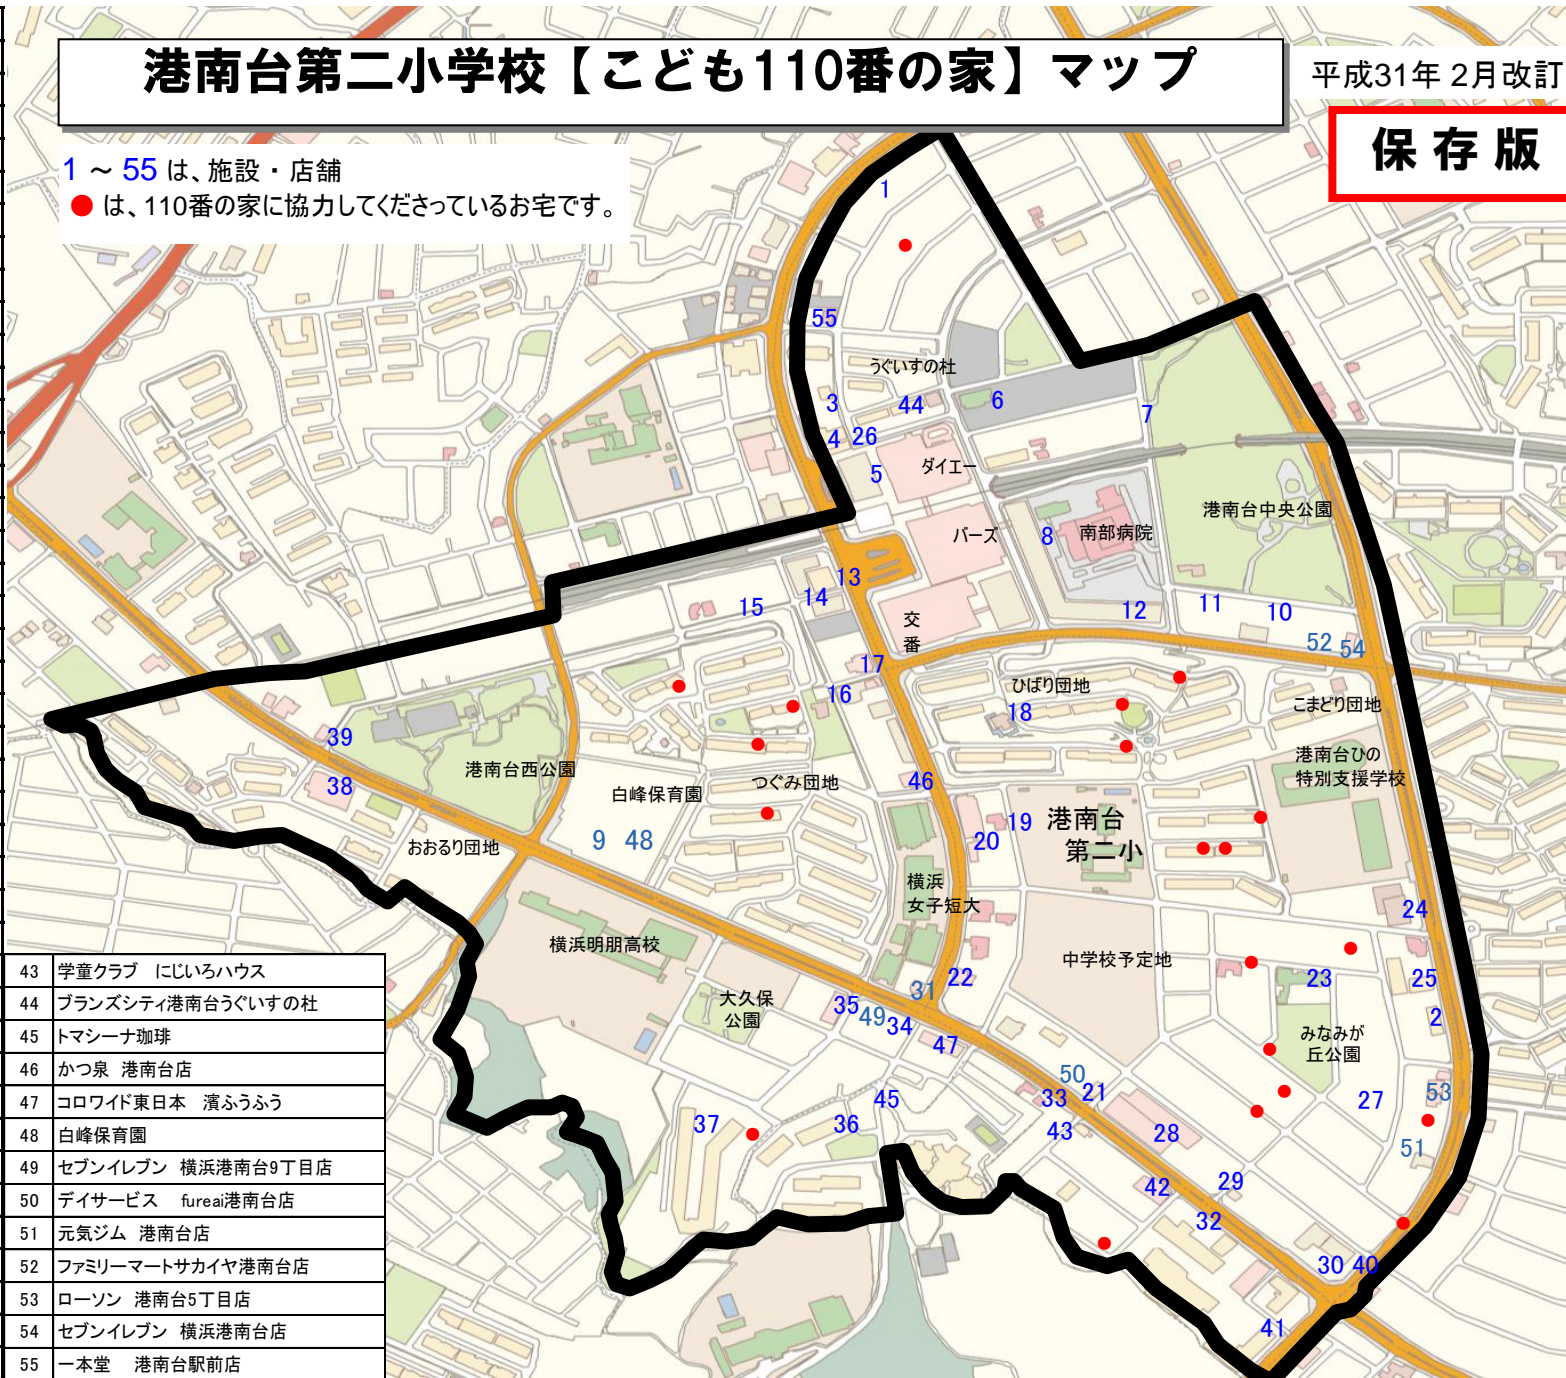 港南台第二小学校【こども110番の家】マップ
平成31年 2月改訂
保存版
1 ～ 55 は、施設・店舗
● は、110番の家に協力してくださっているお宅です。
1
55
うぐいすの杜
3
44
6
7
4
26
5
ダイエー
港南台中央公園
バーズ
8
南部病院
13
14
15
12
11
10
交番
52
54
17
16
ひばり団地
18
こまどり団地
39
38
港南台西公園
白峰保育園
つぐみ団地
46
港南台ひの
特別支援学校
9
48
おおるり団地
20
19
港南台
第二小
横浜
女子短大
24
横浜明朋高校
中学校予定地
22
23
25
31
大久保
公園
35
49
34
47
2
みなみが
丘公園
50
21
33
43
45
36
37
27
53
28
51
42
29
32
30
40
41
43 学童クラブ にじいろハウス
44 ブランズシティ港南台うぐいすの杜
45 トマシーナ珈琲
46 かつ泉 港南台店
47 コロワイド東日本 濱ふうふう
48 白峰保育園
49 セブンイレブン 横浜港南台9丁目店
50 デイサービス fureai港南台店
51 元気ジム 港南台店
52 ファミリーマートサカイヤ港南台店
53 ローソン 港南台5丁目店
54 セブンイレブン 横浜港南台店
55 一本堂 港南台駅前店